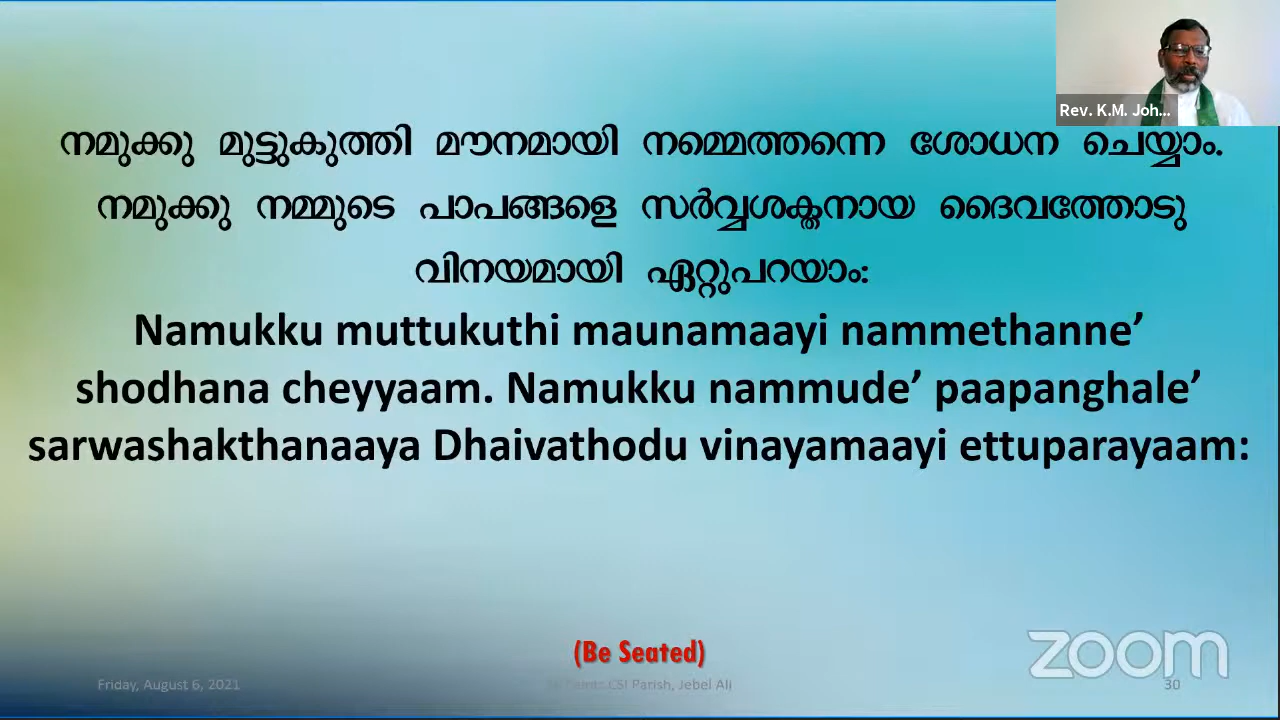 Rev. K.M. Joh...
നമുക്കു മുട്ടുകുത്തി മൗനമായി നമ്മെത്തന്നെ ശോധന ചെയ്യാം.
നമുക്കു നമ്മുടെ പാപങ്ങളെ സർവ്വശക്തനായ ദൈവത്തോടു
വിനയമായി ഏറ്റുപറയാം:
Namukku muttukuthi maunamaayi nammethanne’
shodhana cheyyaam. Namukku nammude’ paapanghale’
sarwashakthanaaya Dhaivathodu vinayamaayi ettuparayaam:
(Be Seated)
zoom
Friday, August 6, 2021 CSI Parish, Jebel Ali 30